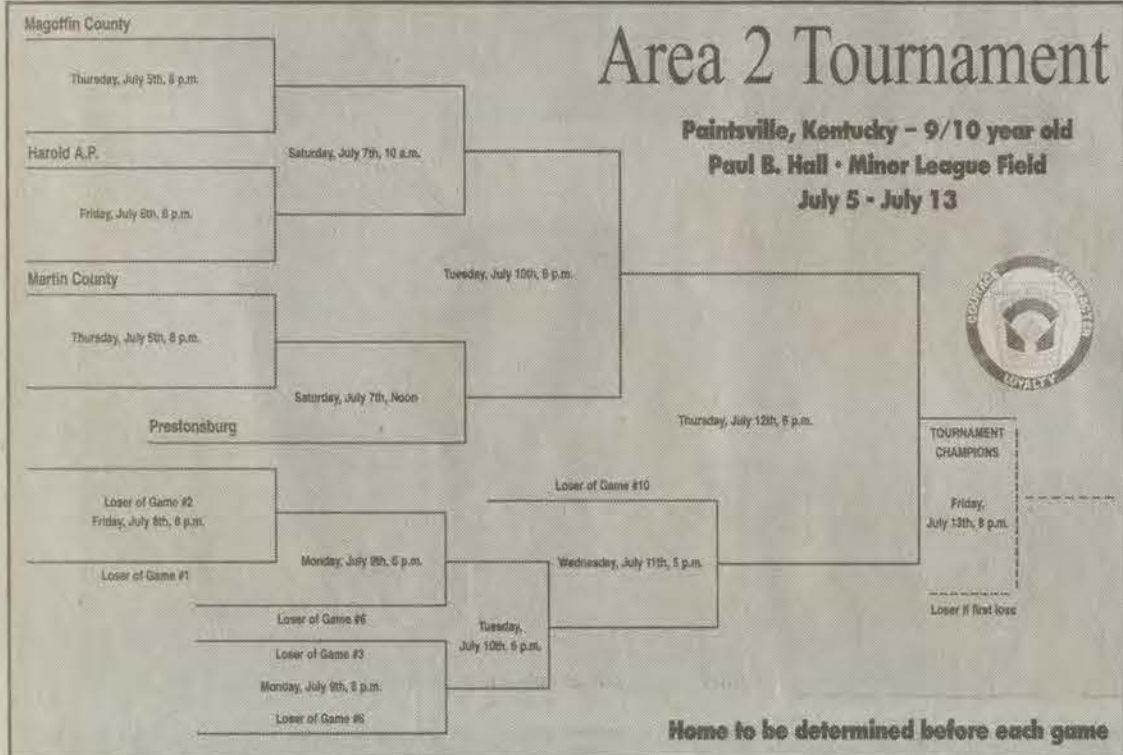 Area 2 Tournament
Paintsville, Kentucky – 9/10 year old
Paul B. Hall • Minor League Field
July 5 - July 13
Magoffin County
Thursday, July 5th, 6 p.m.
Harold A.P.
Saturday, July 7th, 10 a.m.
Friday, July 6th, 6 p.m.
Martin County
Tuesday, July 10th, 6 p.m.
Thursday, July 5th, 8 p.m.
Saturday, July 7th, Noon
Prestonsburg
Thursday, July 12th, 6 p.m.
COURAGE
CHARACTER
LOYALTY
TOURNAMENT
CHAMPIONS
Friday,
July 13th, 8 p.m.
Loser if first loss
Loser of Game #10
Loser of Game #2
Friday, July 6th, 8 p.m.
Loser of Game #1
Monday, July 9th, 6 p.m.
Wednesday, July 11th, 5 p.m.
Loser of Game #6
Tuesday,
July 10th, 6 p.m.
Loser of Game #3
Monday, July 9th, 8 p.m.
Loser of Game #6
Home to be determined before each game